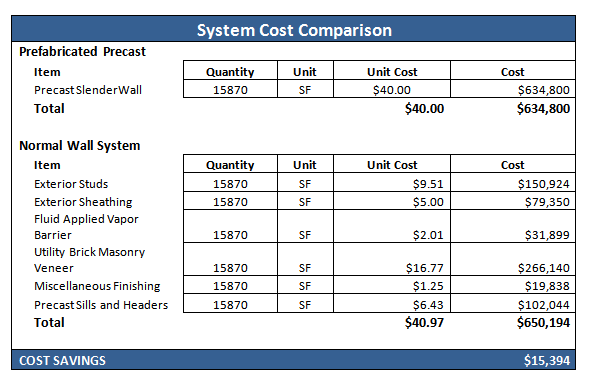 System Cost Comparison
Prefabricated Precast
Item Quantity Unit Unit Cost Cost
Precast SlenderWall 15870 SF $40.00 $634,800
Total $40.00 $634,800
Normal Wall System
Item Quantity Unit Unit Cost Cost
Exterior Studs 15870 SF $9.51 $150,924
Exterior Sheathing 15870 SF $5.00 $79,350
Fluid Applied Vapor
Barrier 15870 SF $2.01 $31,899
Utility Brick Masonry
Veneer 15870 SF $16.77 $266,140
Miscellaneous Finishing 15870 SF $1.25 $19,838
Precast Sills and Headers 15870 SF $6.43 $102,044
Total $40.97 $650,194
COST SAVINGS $15,394